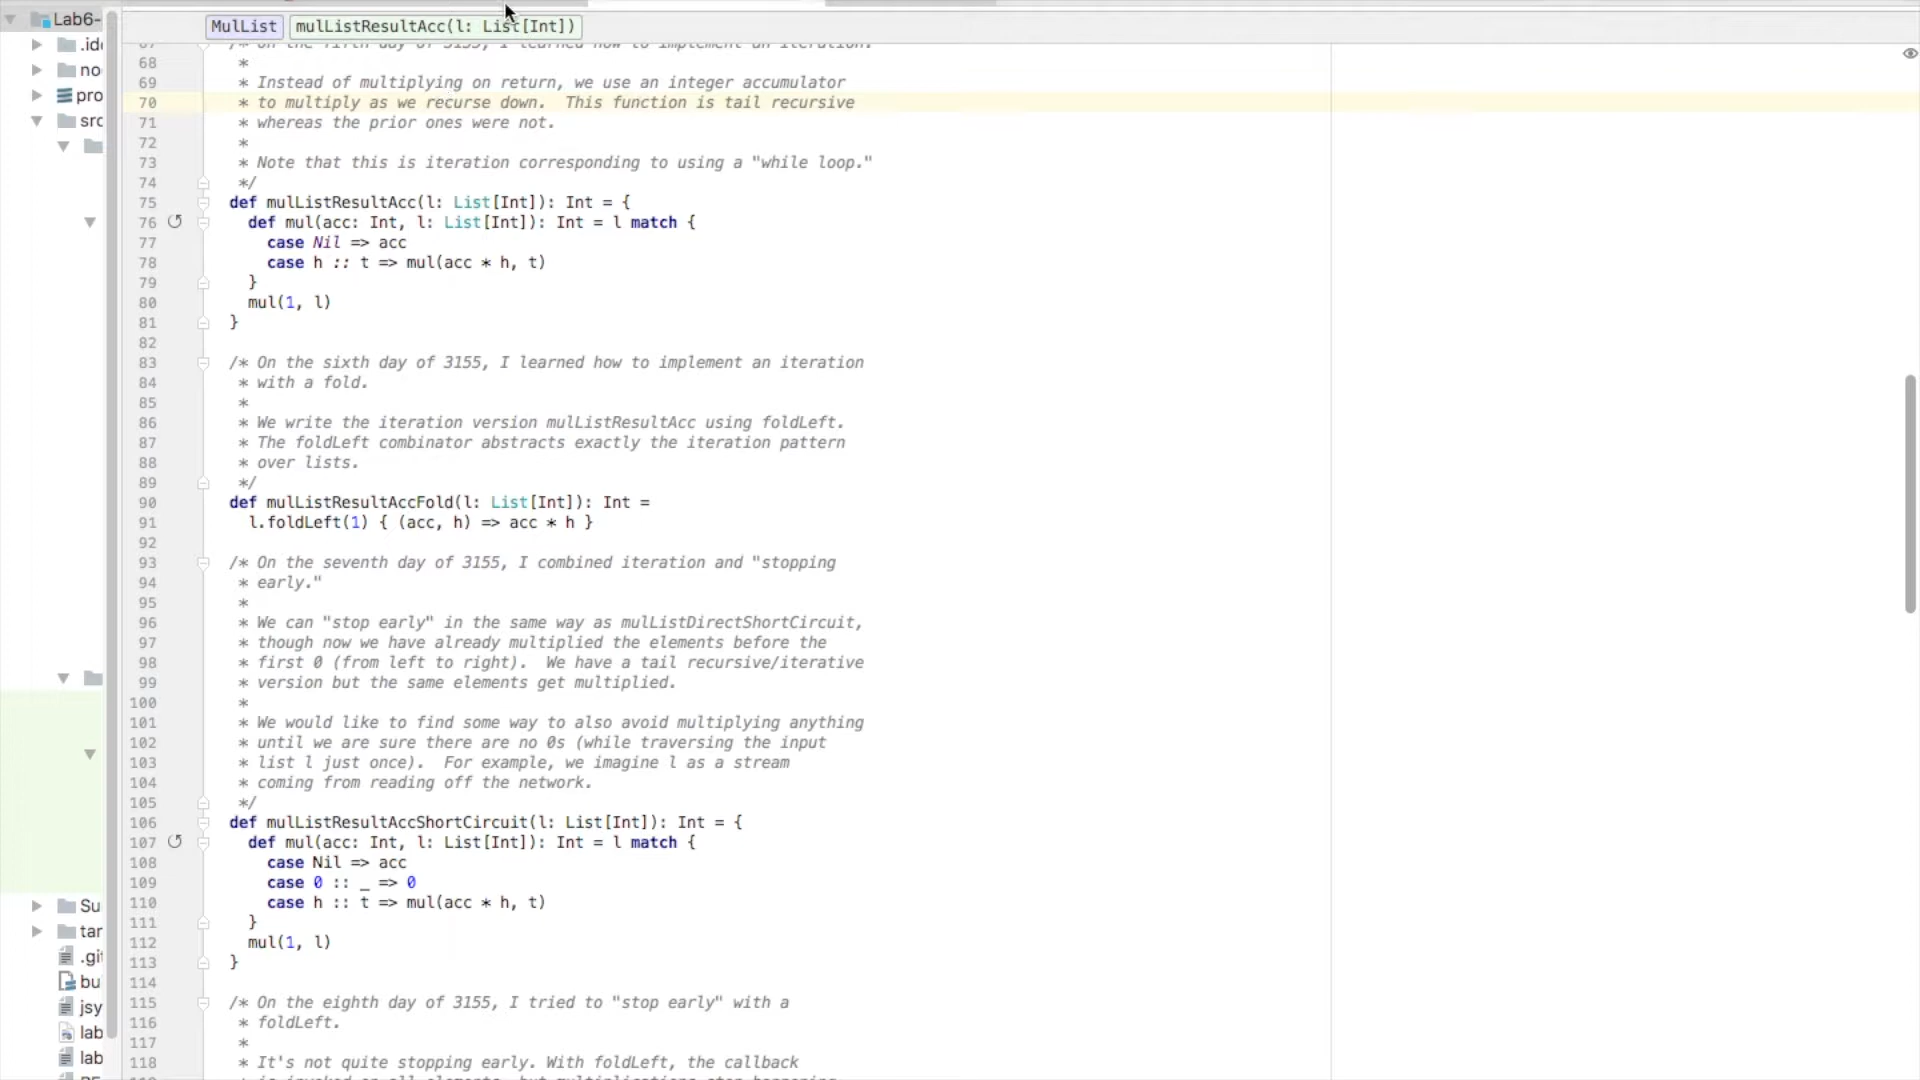 Lab6-
.id
no
pro
src
Su
tar
.git
bu
jsy
lab
lab
MulList mulListResultAcc(l: List[Int])
67 /* On the fifth day of 3155, I learned how to implement an iteration.
68 *
69 * Instead of multiplying on return, we use an integer accumulator
70 * to multiply as we recurse down.  This function is tail recursive
71 * whereas the prior ones were not.
72 *
73 * Note that this is iteration corresponding to using a "while loop."
74 */
75 def mulListResultAcc(l: List[Int]): Int = {
76 def mul(acc: Int, l: List[Int]): Int = l match {
77 case Nil => acc
78 case h :: t => mul(acc * h, t)
79 }
80 mul(1, l)
81 }
82
83 /* On the sixth day of 3155, I learned how to implement an iteration
84 * with a fold.
85 *
86 * We write the iteration version mulListResultAcc using foldLeft.
87 * The foldLeft combinator abstracts exactly the iteration pattern
88 * over lists.
89 */
90 def mulListResultAccFold(l: List[Int]): Int =
91 l.foldLeft(1) { (acc, h) => acc * h }
92
93 /* On the seventh day of 3155, I combined iteration and "stopping
94 * early."
95 *
96 * We can "stop early" in the same way as mulListDirectShortCircuit,
97 * though now we have already multiplied the elements before the
98 * first 0 (from left to right).  We have a tail recursive/iterative
99 * version but the same elements get multiplied.
100 *
101 * We would like to find some way to also avoid multiplying anything
102 * until we are sure there are no 0s (while traversing the input
103 * list l just once).  For example, we imagine l as a stream
104 * coming from reading off the network.
105 */
106 def mulListResultAccShortCircuit(l: List[Int]): Int = {
107 def mul(acc: Int, l: List[Int]): Int = l match {
108 case Nil => acc
109 case 0 :: _ => 0
110 case h :: t => mul(acc * h, t)
111 }
112 mul(1, l)
113 }
114
115 /* On the eighth day of 3155, I tried to "stop early" with a
116 * foldLeft.
117 *
118 * It's not quite stopping early. With foldLeft, the callback